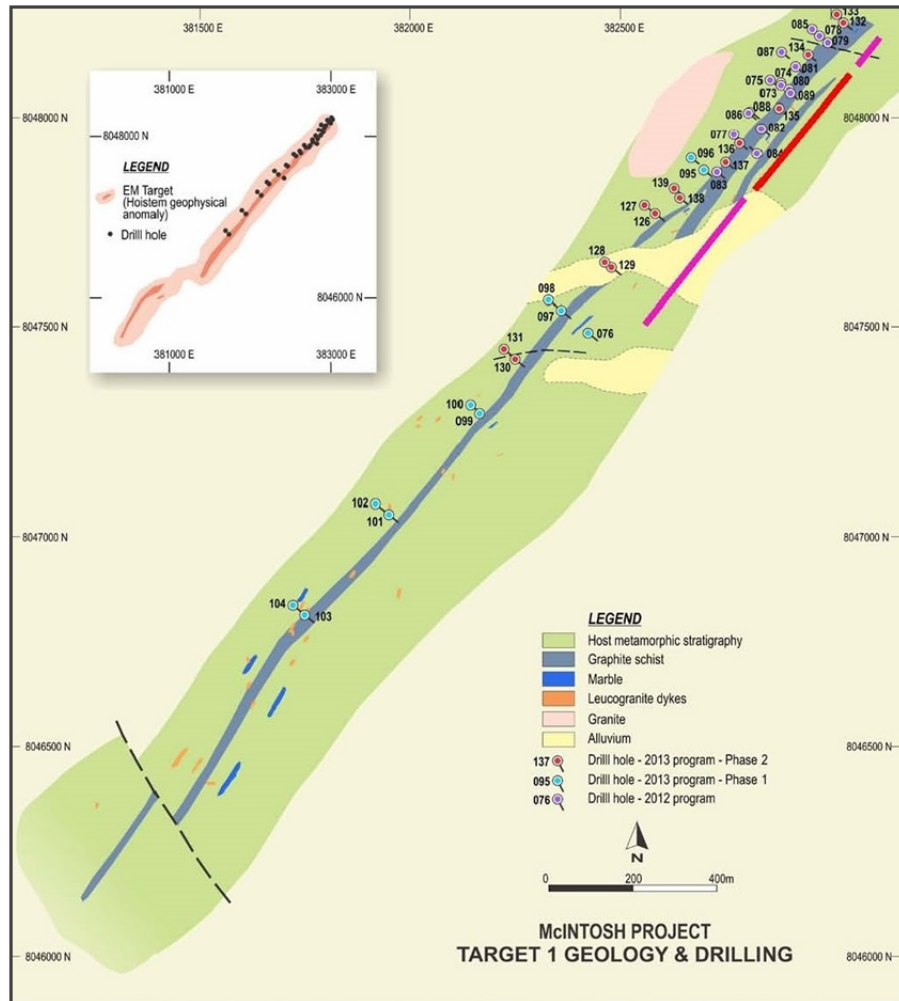 381500 E
382000 E
382500 E
8048000 N
8047500 N
8047000 N
8046500 N
8046000 N
8048000 N
8047500 N
8047000 N
8046500 N
8046000 N
381000 E
383000 E
8048000 N
LEGEND
EM Target
(Hoistem geophysical
anomaly)
Drilll hole
8046000 N
381000 E
383000 E
133
132
085
078
079
134
087
081
074
080
075
073
089
088
135
086
082
077
136
084
096
137
095
083
139
138
127
126
128
129
098
097
076
131
130
100
099
102
101
104
103
LEGEND
Host metamorphic stratigraphy
Graphite schist
Marble
Leucogranite dykes
Granite
Alluvium
137 Drilll hole - 2013 program - Phase 2
095 Drilll hole - 2013 program - Phase 1
076 Drilll hole - 2012 program
N
0 200 400m
McINTOSH PROJECT
TARGET 1 GEOLOGY & DRILLING